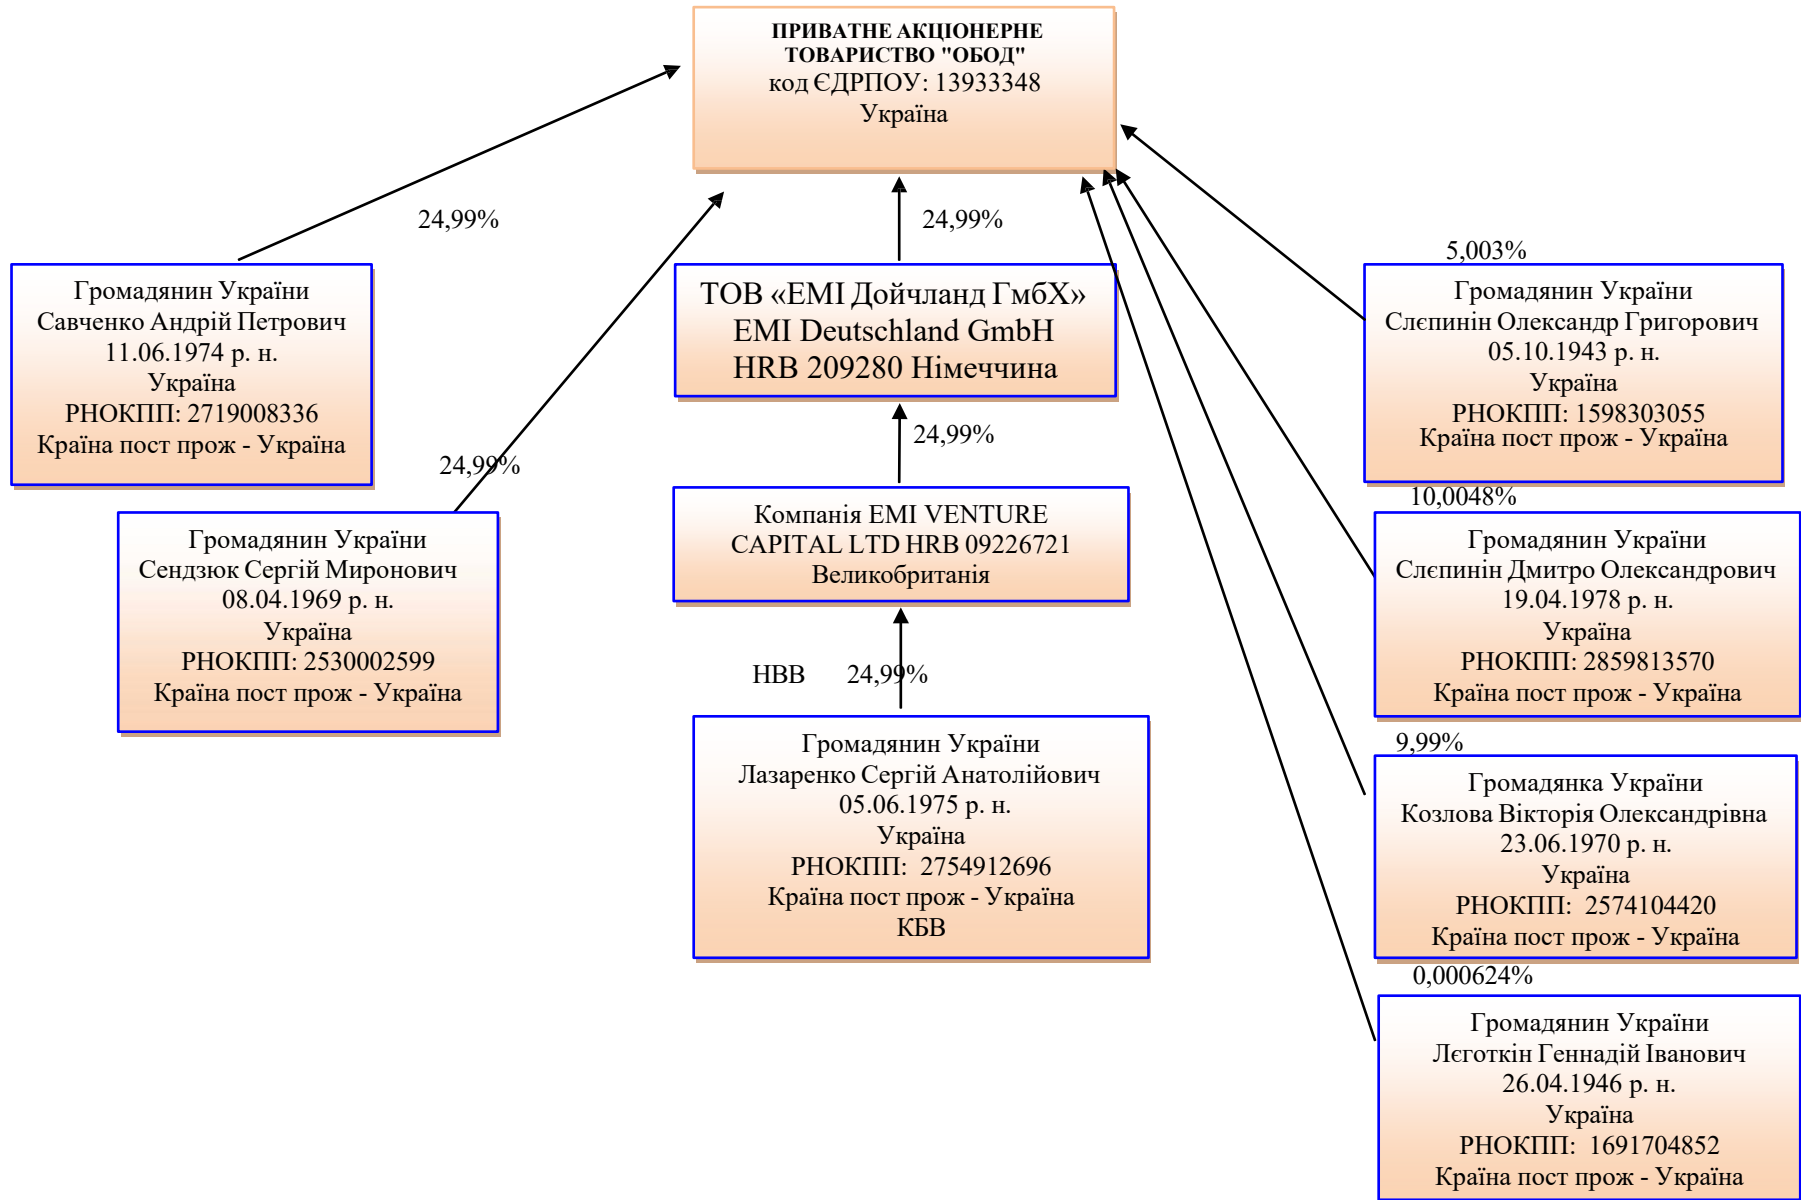 ПРИВАТНЕ АКЦІОНЕРНЕ
ТОВАРИСТВО "ОБОД"
код ЄДРПОУ: 13933348
Україна
24,99%
Громадянин України
Савченко Андрій Петрович
11.06.1974 р. н.
Україна
РНОКПП: 2719008336
Країна пост прож - Україна
24,99%
Громадянин України
Сендзюк Сергій Миронович
08.04.1969 р. н.
Україна
РНОКПП: 2530002599
Країна пост прож - Україна
24,99%
ТОВ «ЕМІ Дойчланд ГмбХ»
EMI Deutschland GmbH
HRB 209280 Німеччина
24,99%
Компанія EMI VENTURE
CAPITAL LTD HRB 09226721
Великобританія
НВВ 24,99%
Громадянин України
Лазаренко Сергій Анатолійович
05.06.1975 р. н.
Україна
РНОКПП: 2754912696
Країна пост прож - Україна
КБВ
5,003%
Громадянин України
Слєпинін Олександр Григорович
05.10.1943 р. н.
Україна
РНОКПП: 1598303055
Країна пост прож - Україна
10,0048%
Громадянин України
Слєпинін Дмитро Олександрович
19.04.1978 р. н.
Україна
РНОКПП: 2859813570
Країна пост прож - Україна
9,99%
Громадянка України
Козлова Вікторія Олександрівна
23.06.1970 р. н.
Україна
РНОКПП: 2574104420
Країна пост прож - Україна
0,000624%
Громадянин України
Лєготкін Геннадій Іванович
26.04.1946 р. н.
Україна
РНОКПП: 1691704852
Країна пост прож - Україна